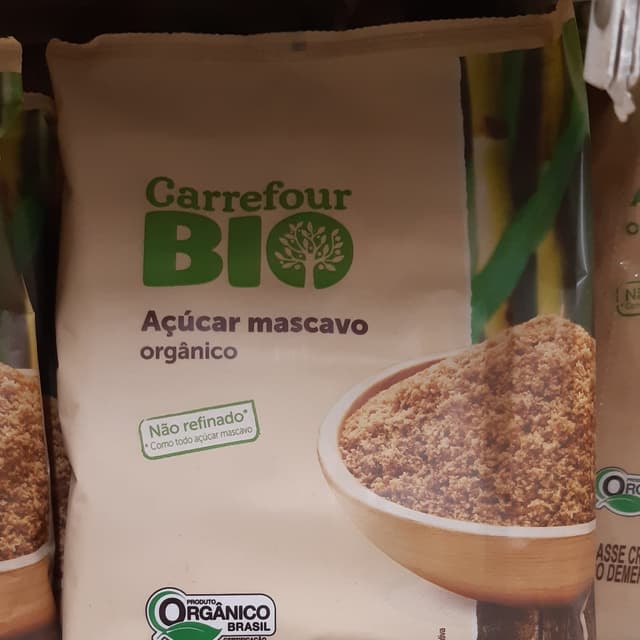 Carrefour
BIO
Açúcar mascavo
orgânico
Não refinado*
* Como todo açúcar mascavo
PRODUTO
ORGÂNICO
BRASIL